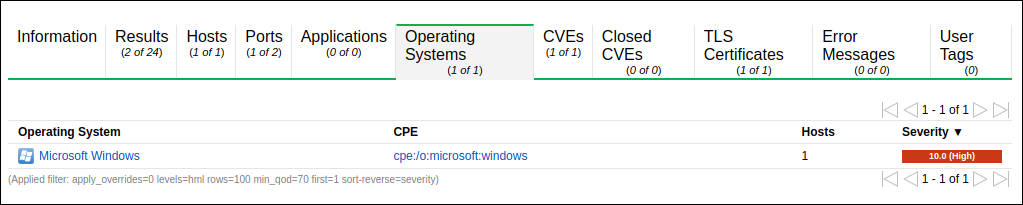 Information
Results
(2 of 24)
Hosts
(1 of 1)
Ports
(1 of 2)
Applications
(0 of 0)
Operating
Systems
(1 of 1)
CVEs
(1 of 1)
Closed
CVEs
(0 of 0)
TLS
Certificates
(1 of 1)
Error
Messages
(0 of 0)
User
Tags
(0)
1 - 1 of 1
Operating System CPE Hosts Severity ▼
Microsoft Windows cpe:/o:microsoft:windows 1 10.0 (High)
(Applied filter: apply_overrides=0 levels=hml rows=100 min_qod=70 first=1 sort-reverse=severity) 1 - 1 of 1